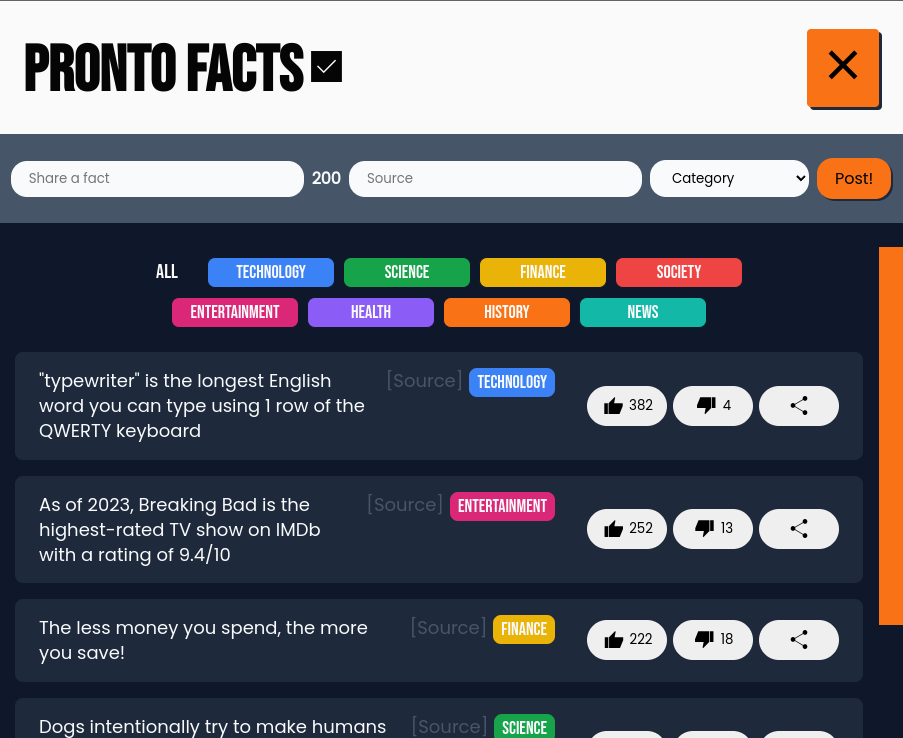 PRONTO FACTS
Share a fact 200 Source Category Post!
ALL TECHNOLOGY SCIENCE FINANCE SOCIETY
ENTERTAINMENT HEALTH HISTORY NEWS
"typewriter" is the longest English [Source] TECHNOLOGY
word you can type using 1 row of the 382 4
QWERTY keyboard
As of 2023, Breaking Bad is the [Source] ENTERTAINMENT
highest-rated TV show on IMDb 252 13
with a rating of 9.4/10
The less money you spend, the more [Source] FINANCE
you save! 222 18
Dogs intentionally try to make humans [Source] SCIENCE